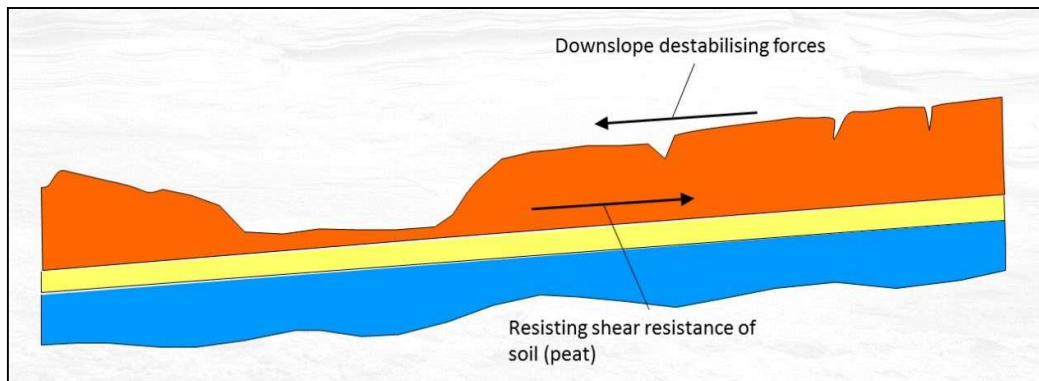 Downslope destabilising forces
Resisting shear resistance of
soil (peat)